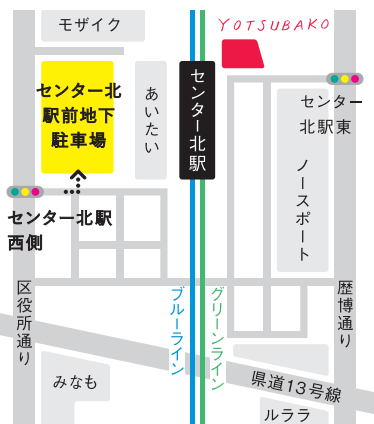 モザイク
YOTSUBAKO
センター北
駅前地下
駐車場
あいたい
センター北駅
センター
北駅東
ノースポート
センター北駅
西側
区役所通り
ブルーライン
グリーンライン
歴博通り
みなも
県道13号線
ルララ